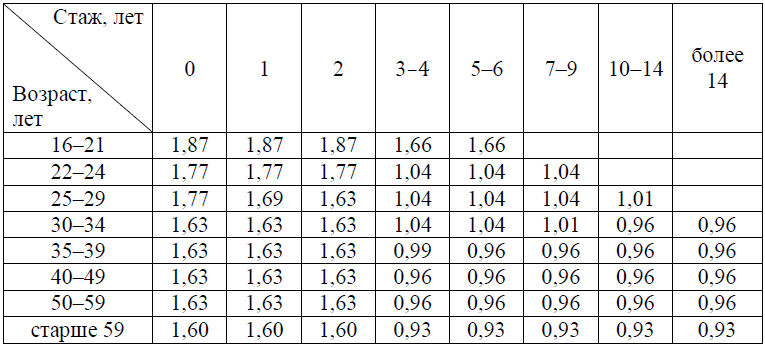 Стаж, лет
Возраст, лет
0 1 2 3–4 5–6 7–9 10–14 более 14
16–21 1,87 1,87 1,87 1,66 1,66
22–24 1,77 1,77 1,77 1,04 1,04 1,04
25–29 1,77 1,69 1,63 1,04 1,04 1,04 1,01
30–34 1,63 1,63 1,63 1,04 1,04 1,01 0,96 0,96
35–39 1,63 1,63 1,63 0,99 0,96 0,96 0,96 0,96
40–49 1,63 1,63 1,63 0,96 0,96 0,96 0,96 0,96
50–59 1,63 1,63 1,63 0,96 0,96 0,96 0,96 0,96
старше 59 1,60 1,60 1,60 0,93 0,93 0,93 0,93 0,93